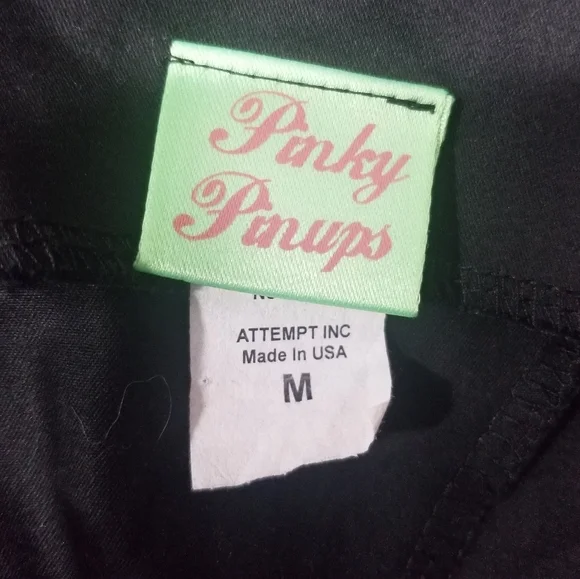 Pinky
Pinups
ATTEMPT INC
Made In USA
M